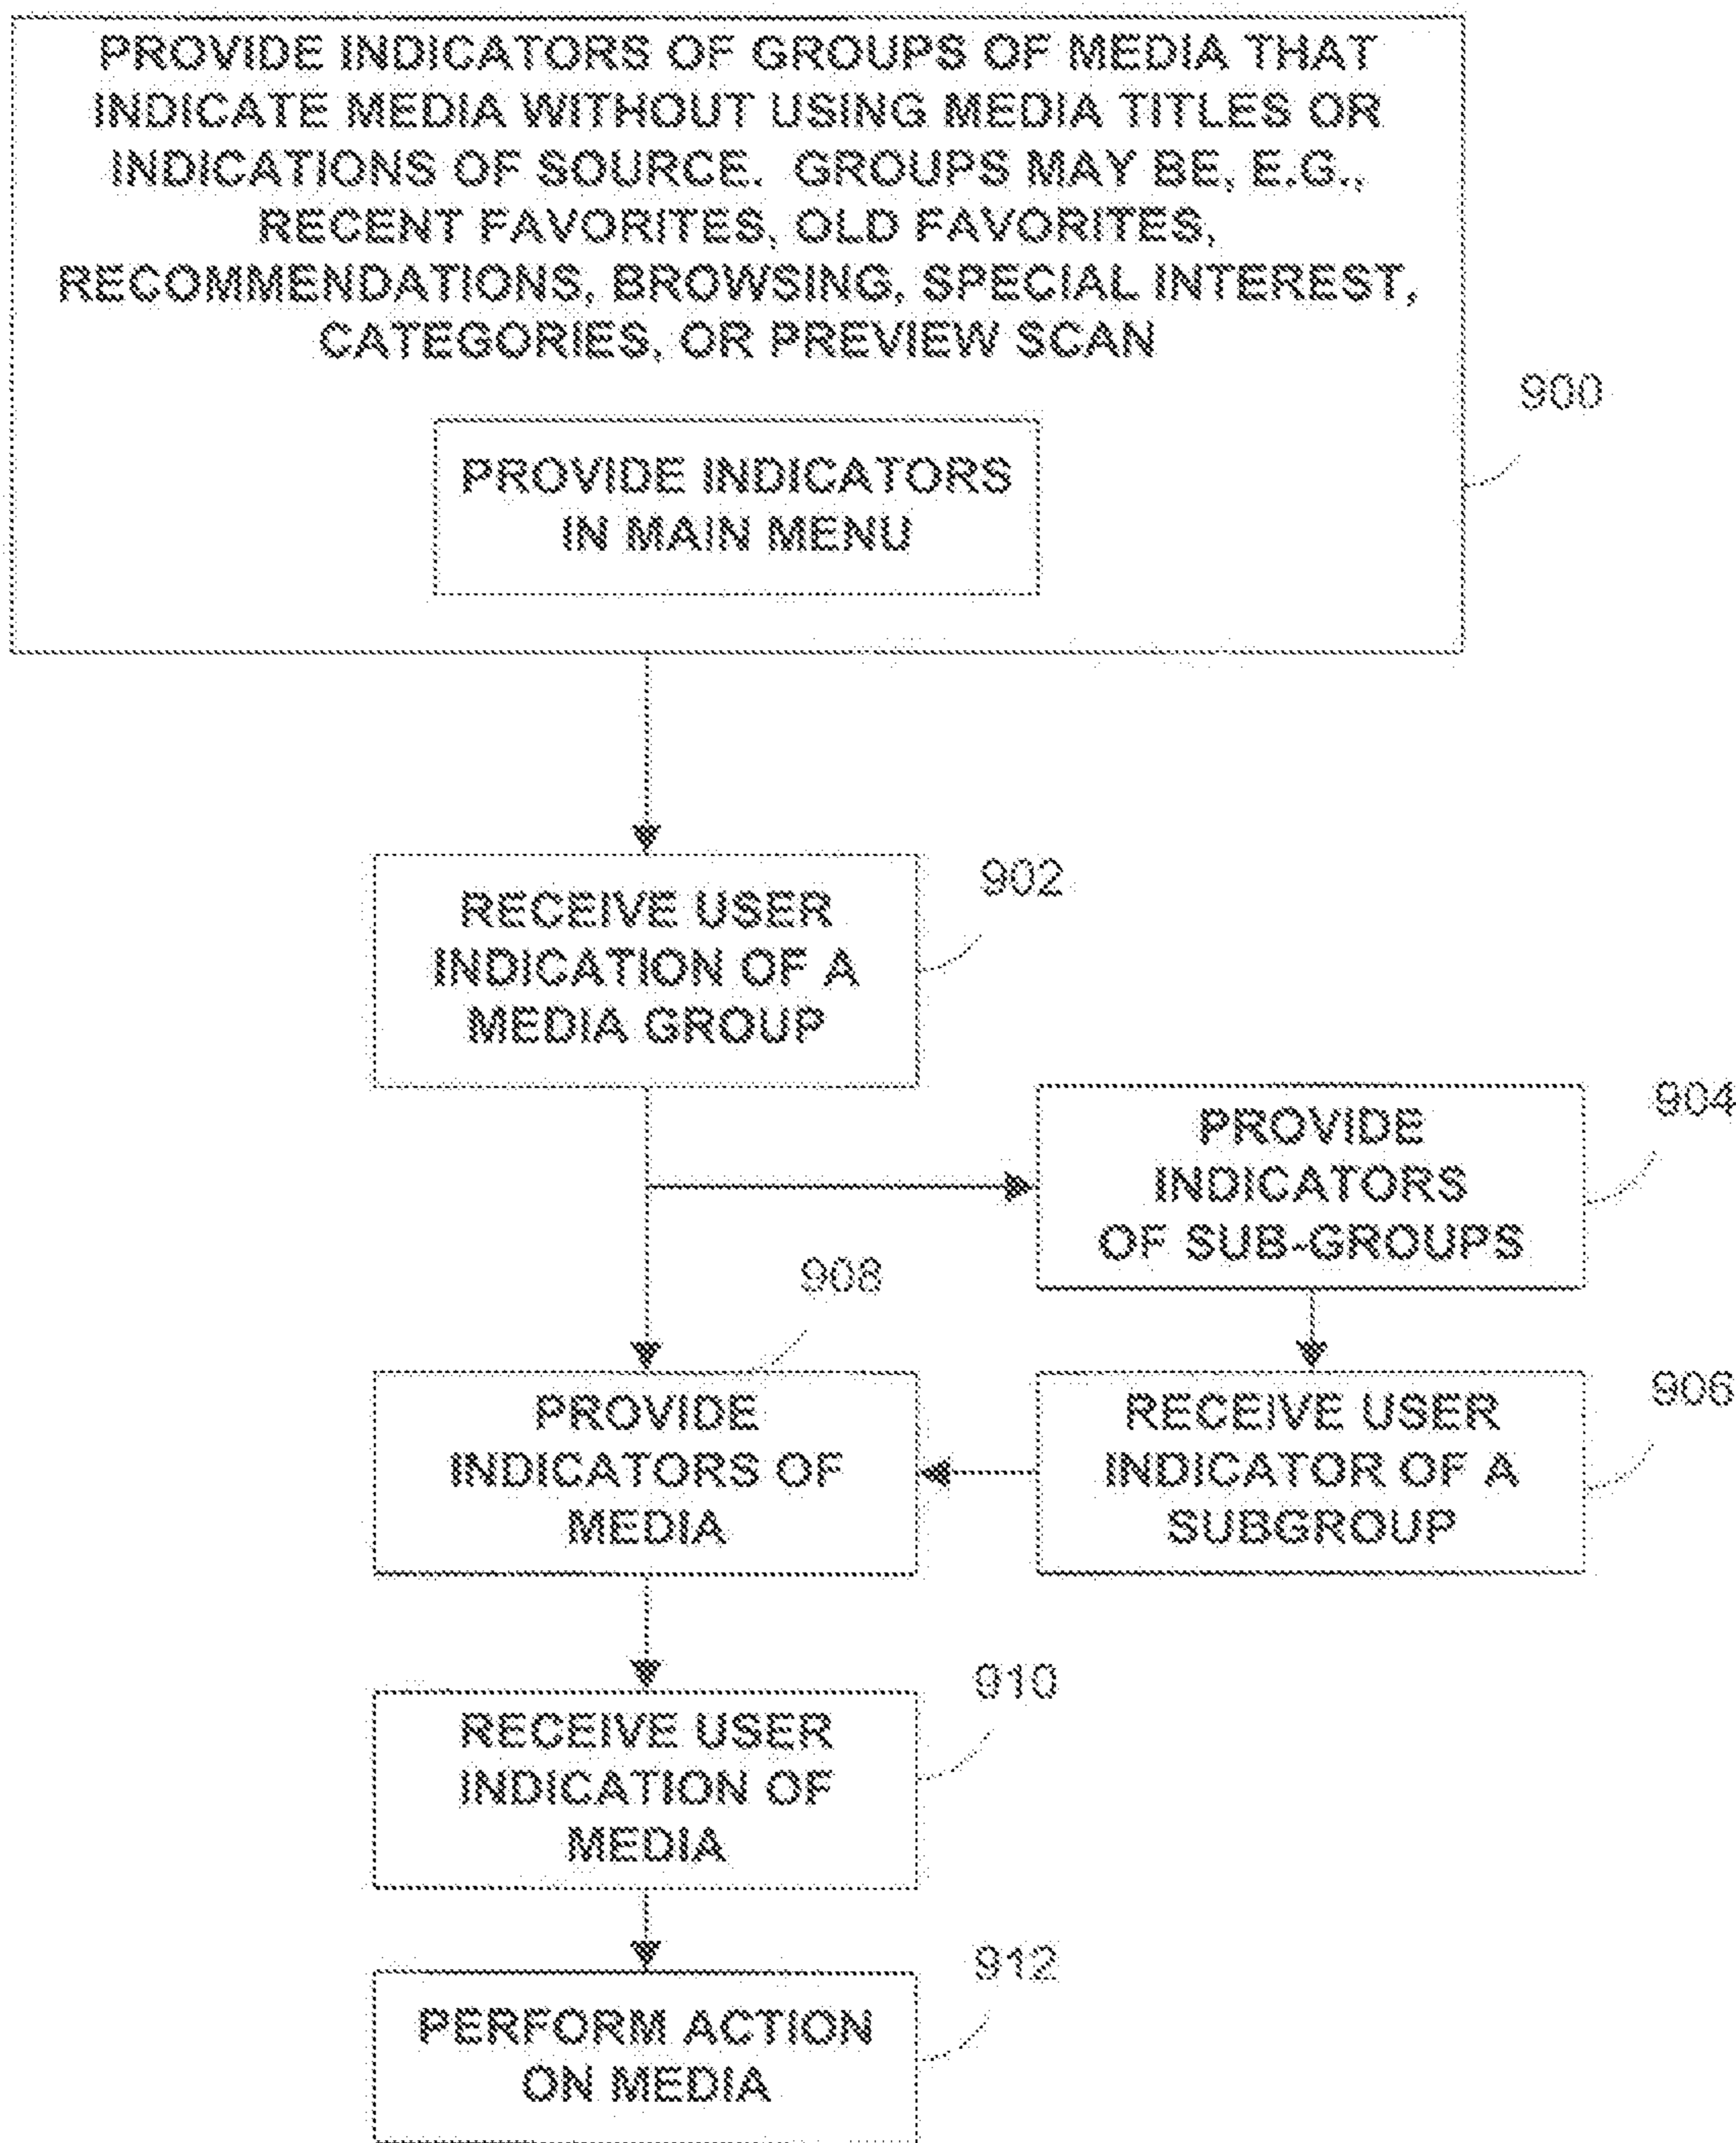 PROVIDE INDICATORS OF GROUPS OF MEDIA THAT
INDICATE MEDIA WITHOUT USING MEDIA TITLES OR
INDICATIONS OF SOURCE. GROUPS MAY BE, E.G.,
RECENT FAVORITES, OLD FAVORITES,
RECOMMENDATIONS, BROWSING, SPECIAL INTEREST,
CATEGORIES, OR PREVIEW SCAN
900
PROVIDE INDICATORS
IN MAIN MENU
902
RECEIVE USER
INDICATION OF A
MEDIA GROUP
904
PROVIDE
INDICATORS
OF SUB-GROUPS
908
PROVIDE
INDICATORS OF
MEDIA
906
RECEIVE USER
INDICATOR OF A
SUBGROUP
910
RECEIVE USER
INDICATION OF
MEDIA
912
PERFORM ACTION
ON MEDIA